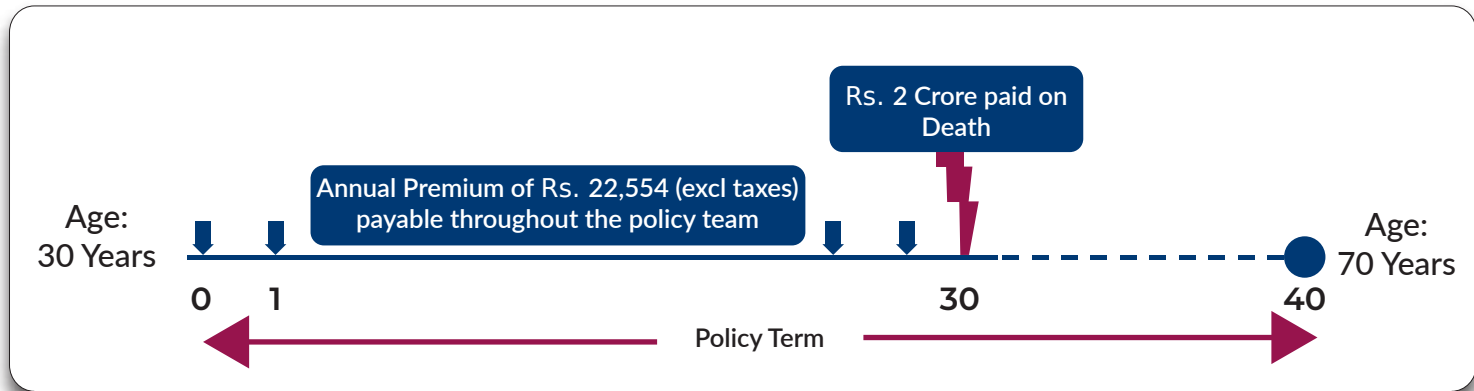 Rs. 2 Crore paid on
Death
Annual Premium of Rs. 22,554 (excl taxes)
payable throughout the policy team
Age:
30 Years
Age:
70 Years
0
1
30
40
Policy Term